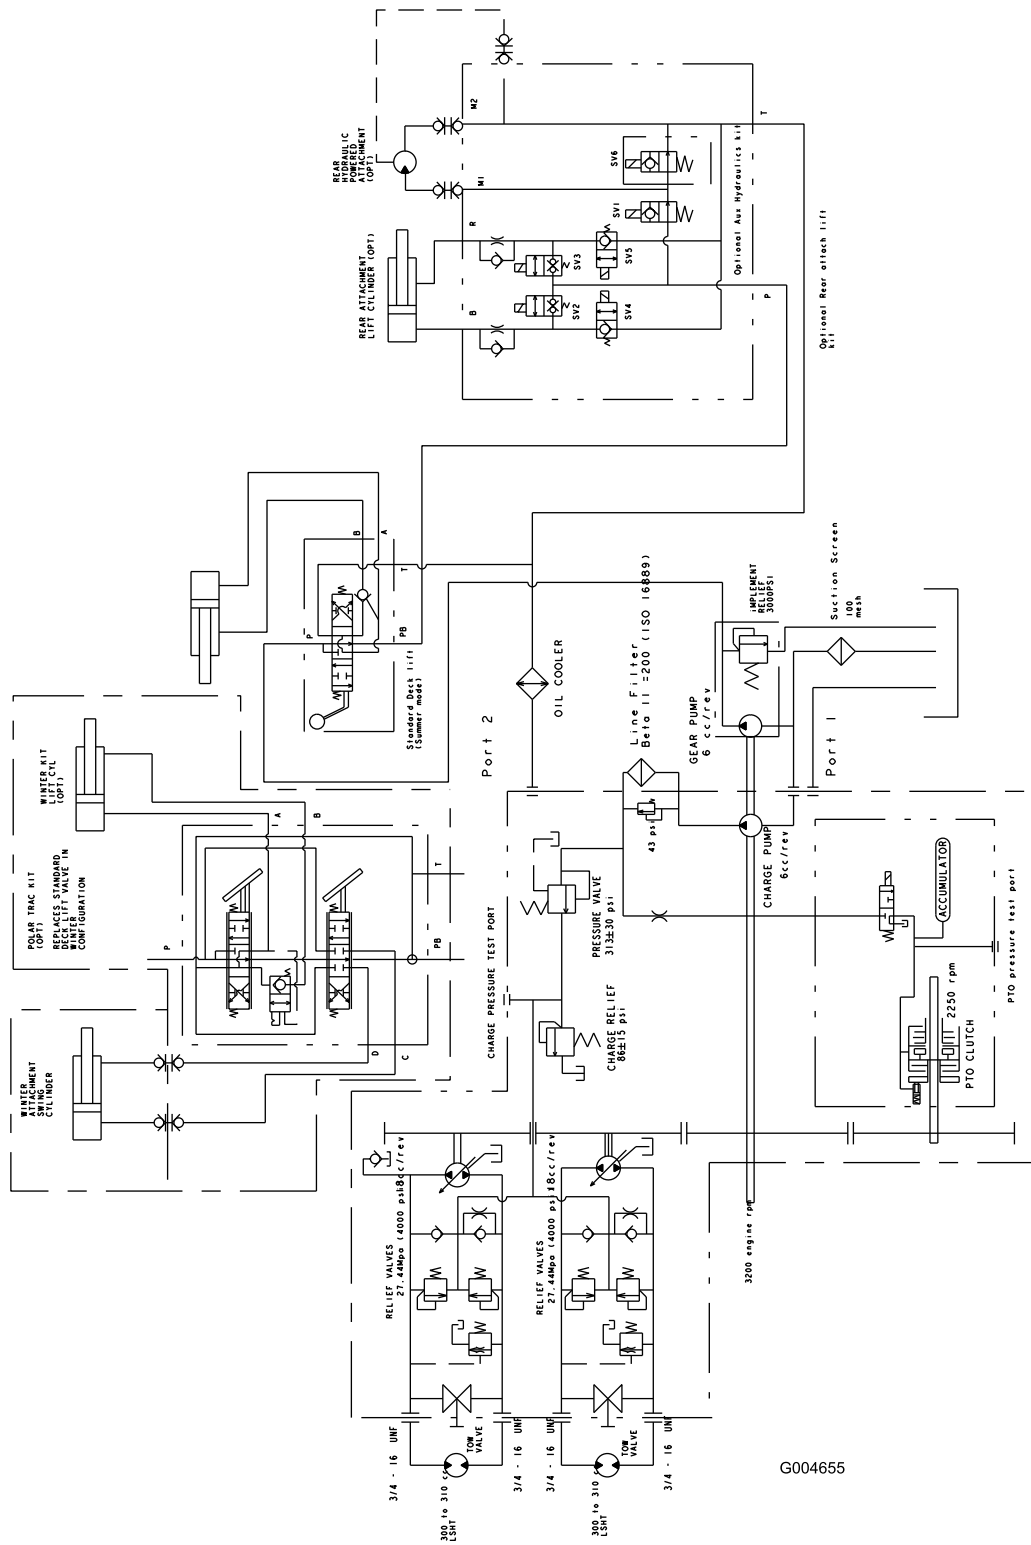 REAR
HYDRAULIC
POWERED
ATTACHMENT
(OPT)
M2
M1
T
SV6
SV1
Optional Aux Hydraulics kit
REAR ATTACHMENT
LIFT CYLINDER (OPT)
R
B
SV3
SV2
SV5
SV4
P
Optional Rear attach lift
kit
B
A
T
P
PB
Standard Deck lift
(Summer mode)
OIL COOLER
Port 2
Line Filter
Beta 11 =200 (ISO 16889)
IMPLEMENT
RELIEF
3000PSI
Suction Screen
100
mesh
GEAR PUMP
6 cc/rev
Port 1
WINTER KIT
LIFT CYL
(OPT)
POLAR TRAC KIT
(OPT)
REPLACES STANDARD
DECK LIFT VALVE IN
WINTER
CONFIGURATION
A
B
T
P
PB
D
C
WINTER
ATTACHMENT
SWING
CYLINDER
43 psi
CHARGE PUMP
6cc/rev
PRESSURE VALVE
313±30 psi
CHARGE PRESSURE TEST PORT
CHARGE RELIEF
86±15 psi
ACCUMULATOR
PTO pressure test port
2250 rpm
PTO CLUTCH
RELIEF VALVES
27.44Mpa (4000 psi)
18cc/rev
RELIEF VALVES
27.44Mpa (4000 psi)
18cc/rev
3200 engine rpm
TOW
VALVE
TOW
VALVE
3/4 - 16 UNF
3/4 - 16 UNF
3/4 - 16 UNF
3/4 - 16 UNF
300 to 310 cc
LSHT
300 to 310 c
LSHT
G004655